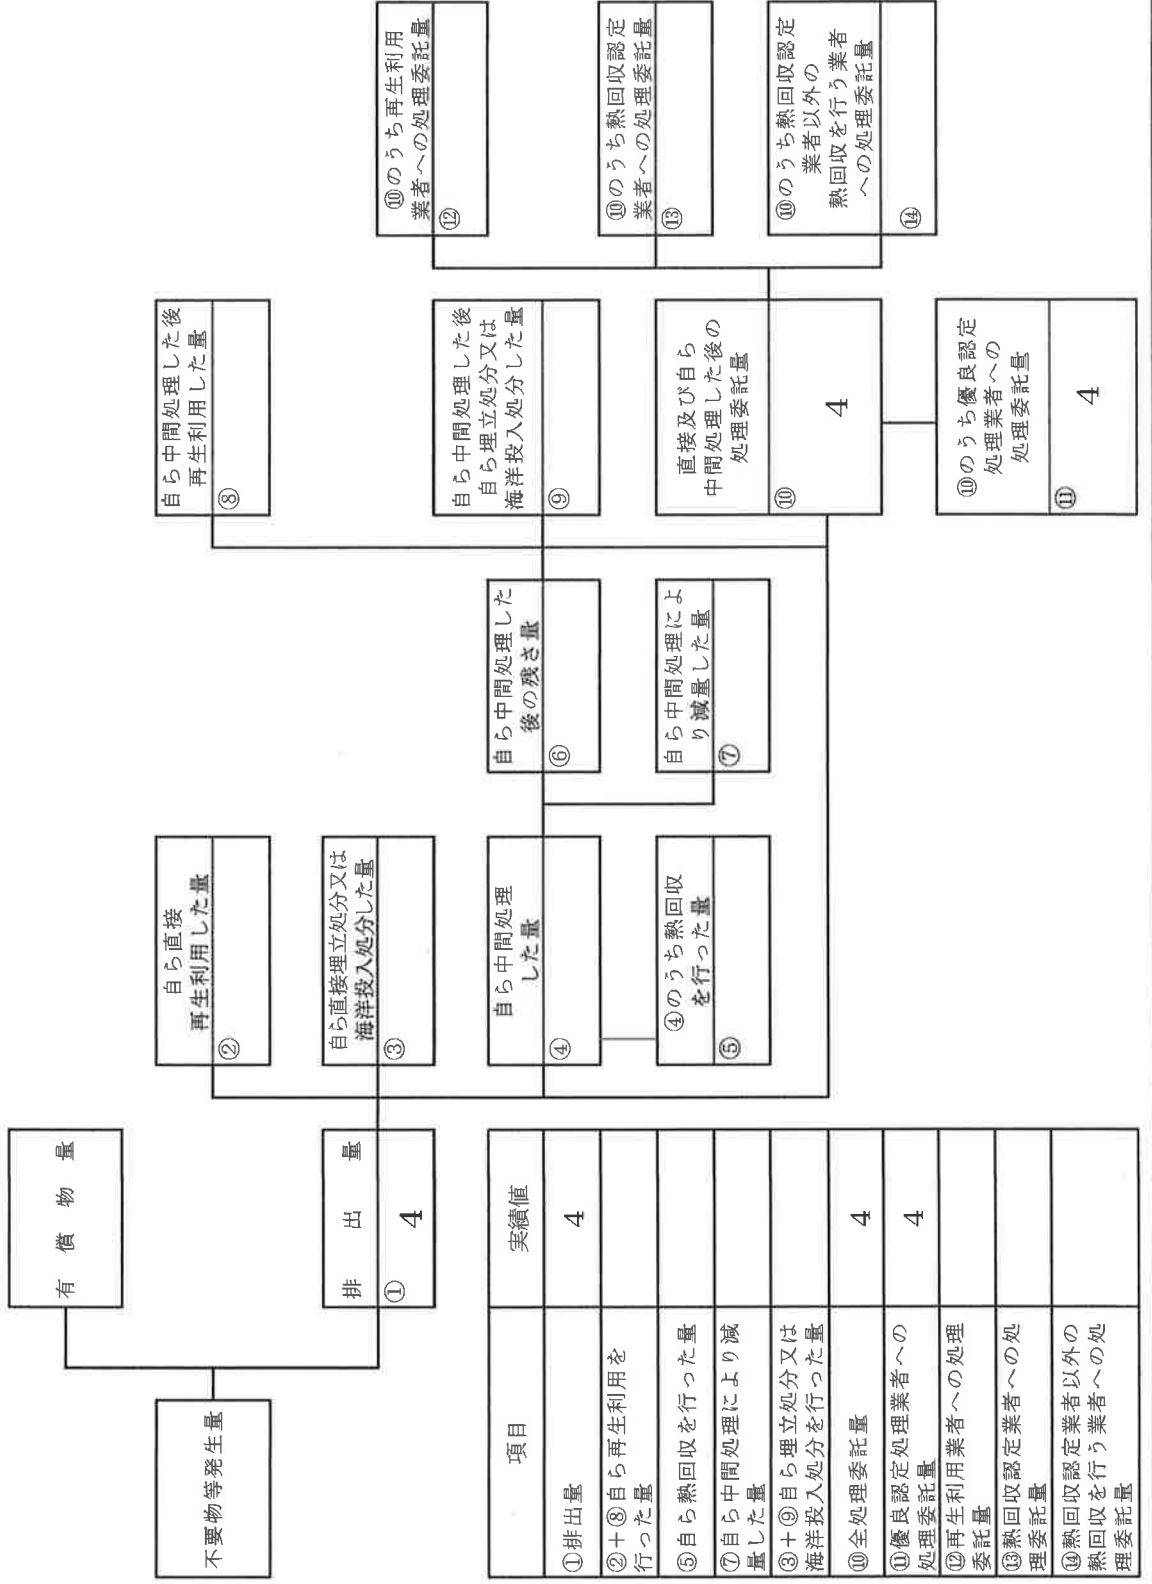 有償物量
不要物等発生量
排出量
①
4
自ら直接
再生利用した量
②
自ら直接埋立処分又は
海洋投入処分した量
③
自ら中間処理
した量
④
④のうち熱回収
を行った量
⑤
自ら中間処理した
後の残さ量
⑥
自ら中間処理によ
り減量した量
⑦
自ら中間処理した後
再生利用した量
⑧
自ら中間処理した後
自ら埋立処分又は
海洋投入処分した量
⑨
直接及び自ら
中間処理した後の
処理委託量
⑩
4
⑩のうち優良認定
処理業者への
処理委託量
⑪
4
⑩のうち再生利用
業者への処理委託量
⑫
⑩のうち熱回収認定
業者への処理委託量
⑬
⑩のうち熱回収認定
業者以外の
熱回収を行う業者
への処理委託量
⑭
項目
実績値
①排出量
4
②+⑧自ら再生利用を
行った量
⑤自ら熱回収を行った量
⑦自ら中間処理により減
量した量
③+⑨自ら埋立処分又は
海洋投入処分を行った量
⑩全処理委託量
4
⑪優良認定処理業者への
処理委託量
4
⑫再生利用業者への処理
委託量
⑬熱回収認定業者への処
理委託量
⑭熱回収認定業者以外の
熱回収を行う業者への処
理委託量